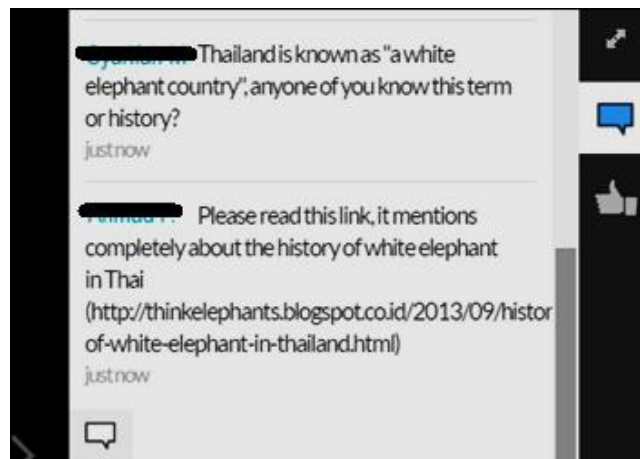 Thailand is known as "a white
elephant country", anyone of you know this term
or history?
just now
Please read this link, it mentions
completely about the history of white elephant
in Thai
(http://thinkelephants.blogspot.co.id/2013/09/histor
of-white-elephant-in-thailand.html)
just now